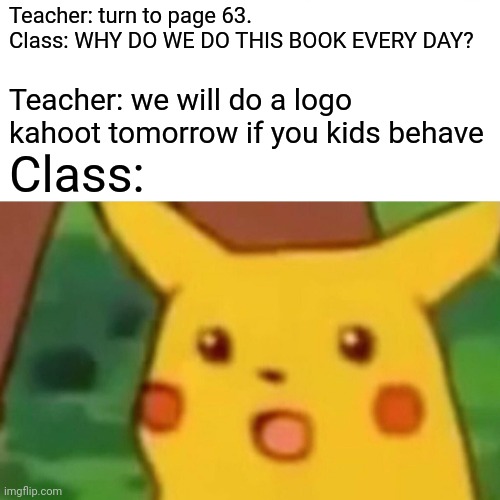 Teacher: turn to page 63.
Class: WHY DO WE DO THIS BOOK EVERY DAY?
Teacher: we will do a logo
kahoot tomorrow if you kids behave
Class:
imgflip.com